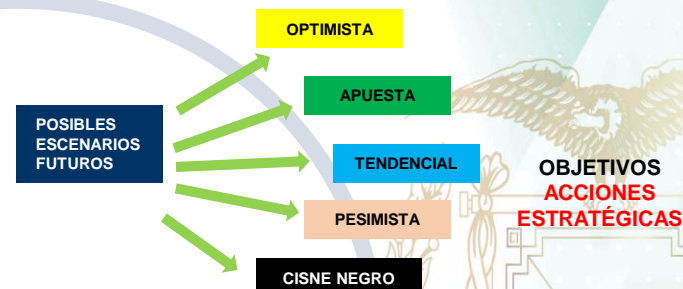 OPTIMISTA
APUESTA
POSIBLES
ESCENARIOS
FUTUROS
TENDENCIAL
PESIMISTA
CISNE NEGRO
OBJETIVOS
ACCIONES
ESTRATÉGICAS